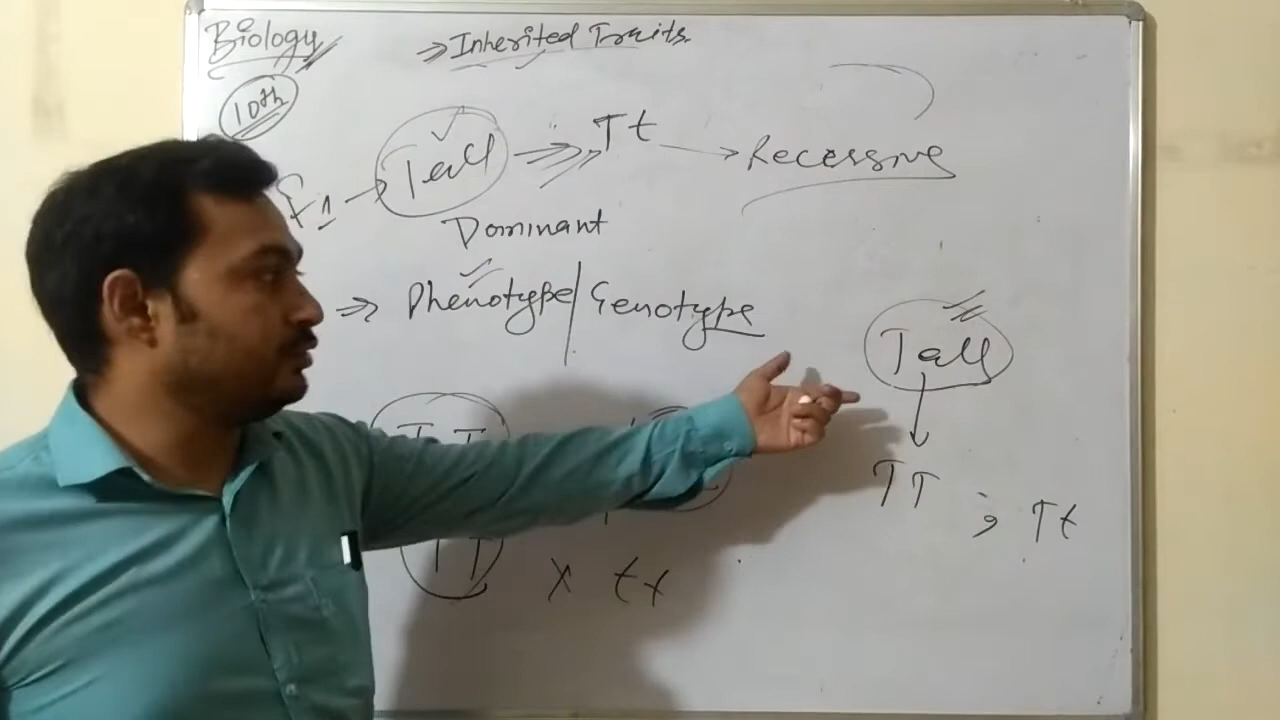 Biology
⇒ Inherited Traits.
10th
F1 → Tall ⇒ Tt → Recessive
Dominant
⇒ Phenotype / Genotype
Tall
TT ; Tt
TT X tt